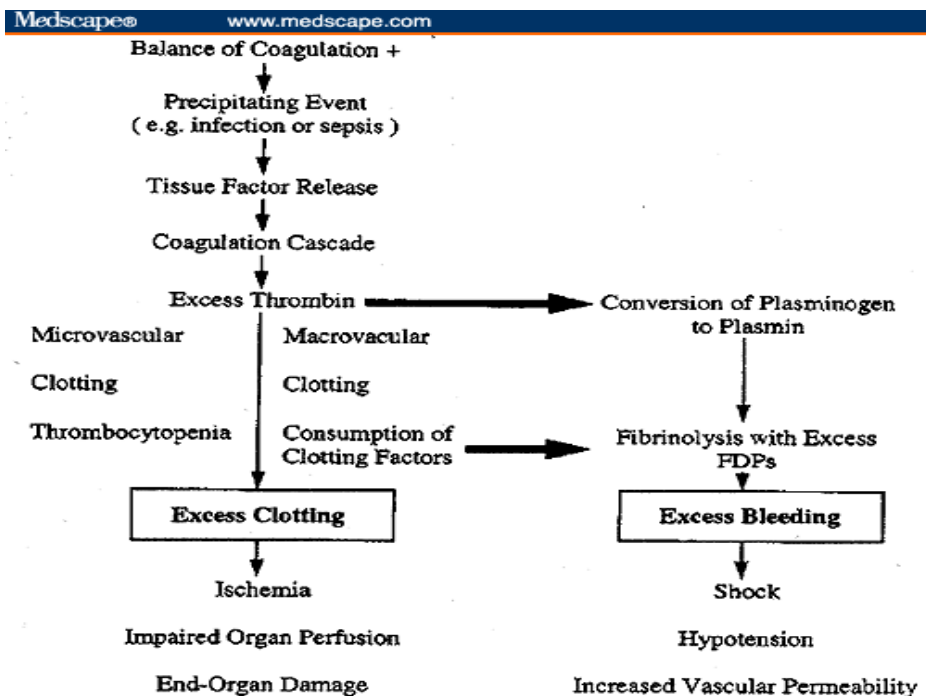 Medscape® www.medscape.com
Balance of Coagulation +
Precipitating Event
( e.g. infection or sepsis )
Tissue Factor Release
Coagulation Cascade
Excess Thrombin
Conversion of Plasminogen
to Plasmin
Microvascular
Macrovacular
Clotting
Clotting
Thrombocytopenia
Consumption of
Clotting Factors
Fibrinolysis with Excess
FDPs
Excess Clotting
Excess Bleeding
Ischemia
Shock
Impaired Organ Perfusion
Hypotension
End-Organ Damage
Increased Vascular Permeability